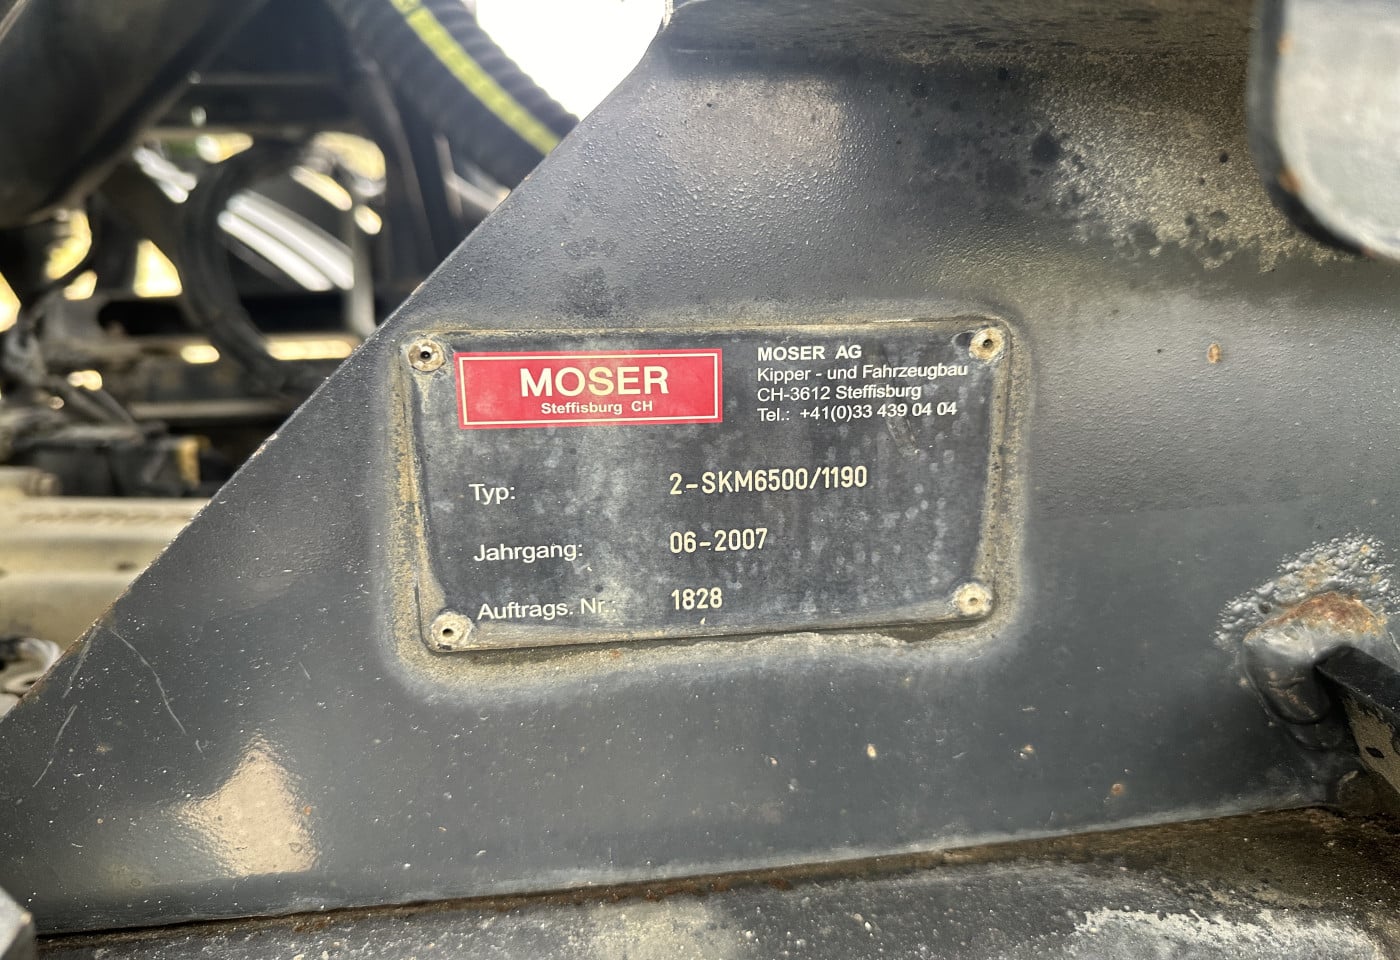 MOSER
Steffisburg CH
MOSER AG
Kipper - und Fahrzeugbau
CH-3612 Steffisburg
Tel.: +41(0)33 439 04 04
Typ: 2-SKM6500/1190
Jahrgang: 06-2007
Auftrags. Nr.: 1828